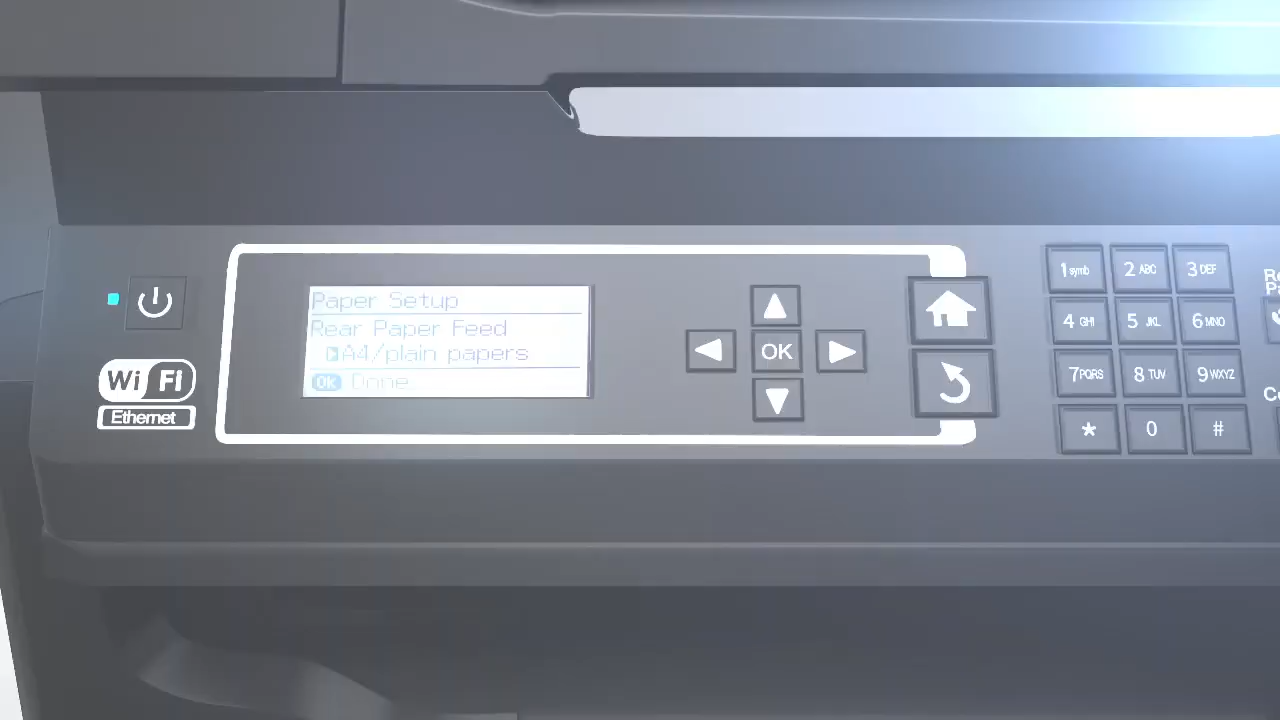 Paper Setup
Rear Paper Feed
A4/plain papers
OK Done
Wi Fi
Ethernet
OK
1 symb 2 ABC 3 DEF
4 GHI 5 JKL 6 MNO
7 PQRS 8 TUV 9 WXYZ
* 0 #